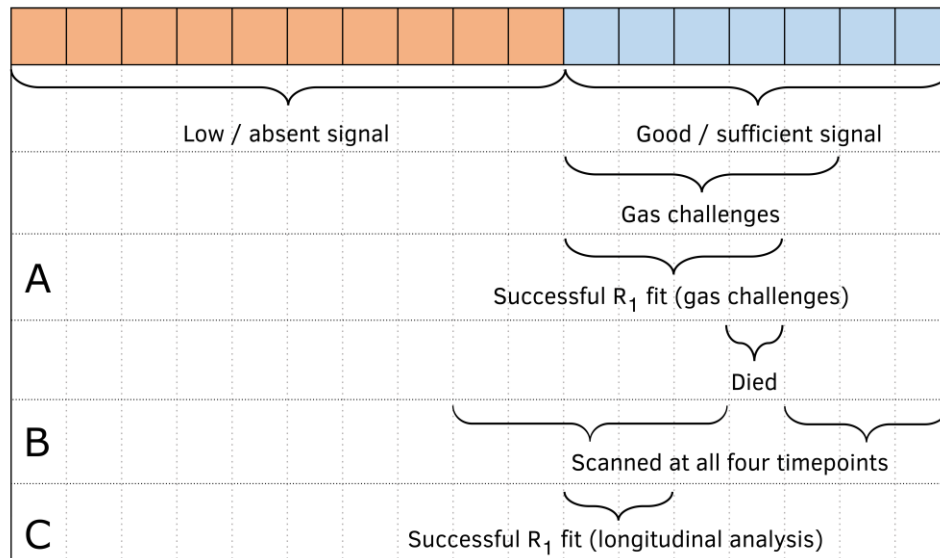 Low / absent signal
Good / sufficient signal
Gas challenges
A
Successful R₁ fit (gas challenges)
Died
B
Scanned at all four timepoints
C
Successful R₁ fit (longitudinal analysis)